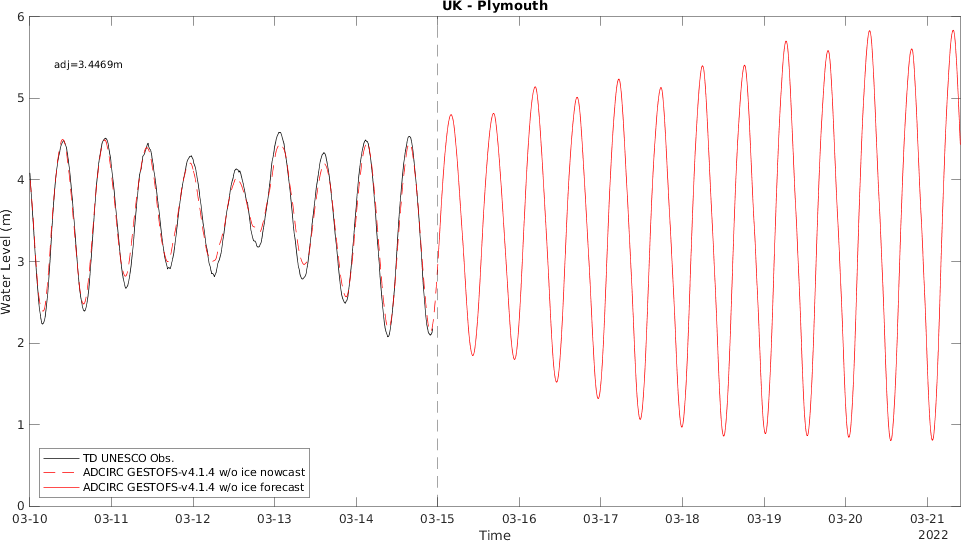 UK - Plymouth
adj=3.4469m
6
5
4
3
2
1
0
Water Level (m)
TD UNESCO Obs.
ADCIRC GESTOFS-v4.1.4 w/o ice nowcast
ADCIRC GESTOFS-v4.1.4 w/o ice forecast
03-10 03-11 03-12 03-13 03-14 03-15 03-16 03-17 03-18 03-19 03-20 03-21
Time
2022